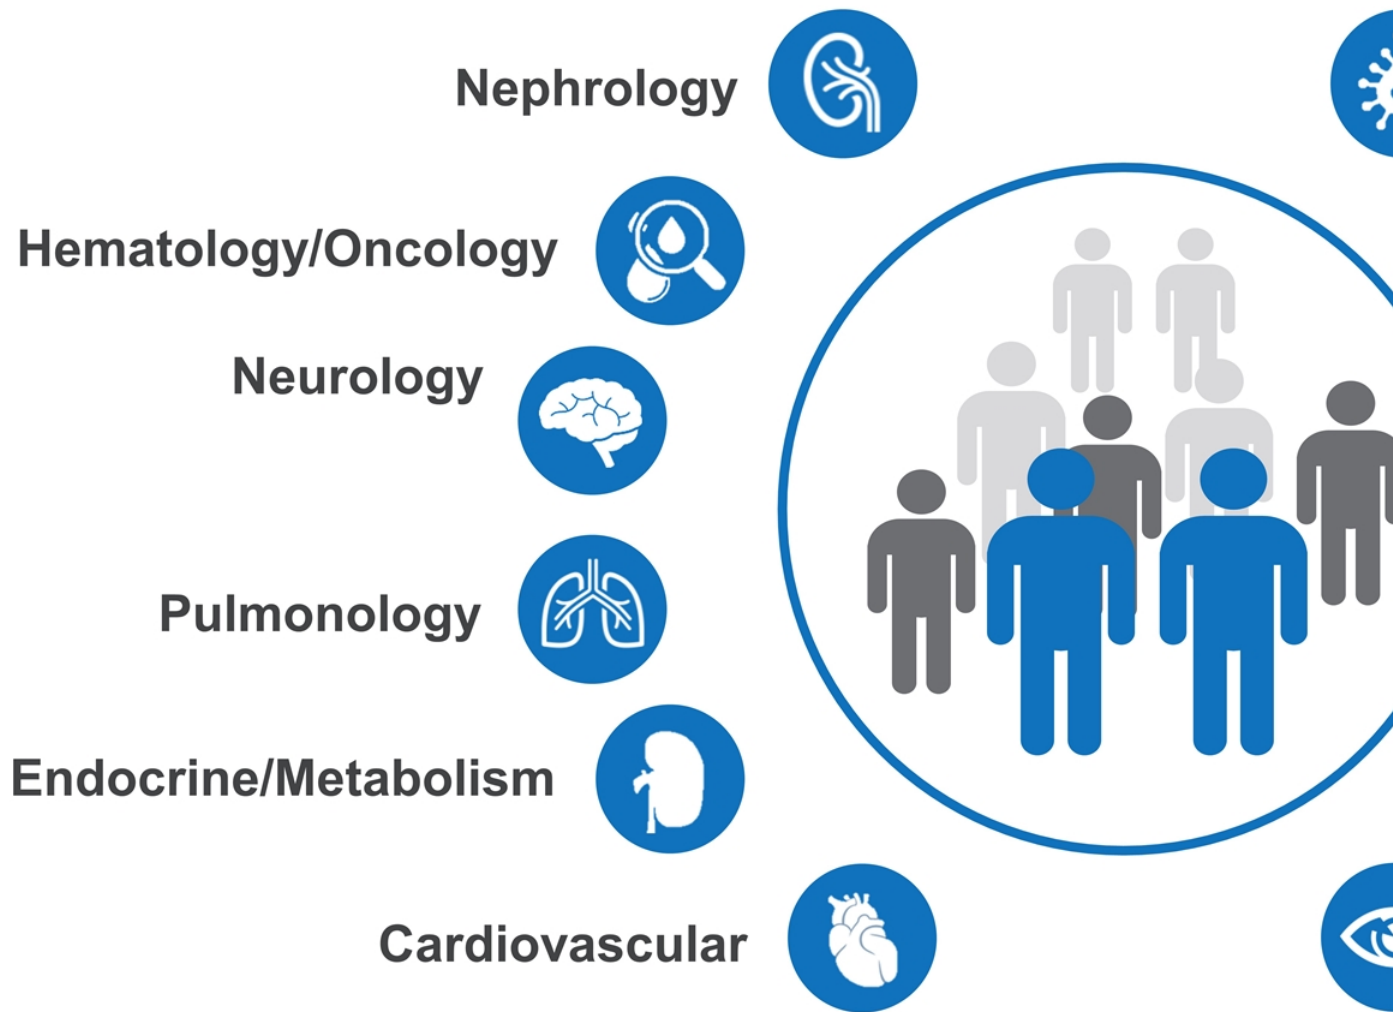 Nephrology
Hematology/Oncology
Neurology
Pulmonology
Endocrine/Metabolism
Cardiovascular